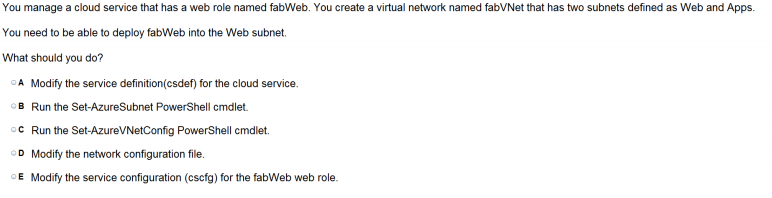 You manage a cloud service that has a web role named fabWeb. You create a virtual network named fabVNet that has two subnets defined as Web and Apps.
You need to be able to deploy fabWeb into the Web subnet.
What should you do?
A Modify the service definition(csdef) for the cloud service.
B Run the Set-AzureSubnet PowerShell cmdlet.
C Run the Set-AzureVNetConfig PowerShell cmdlet.
D Modify the network configuration file.
E Modify the service configuration (cscfg) for the fabWeb web role.